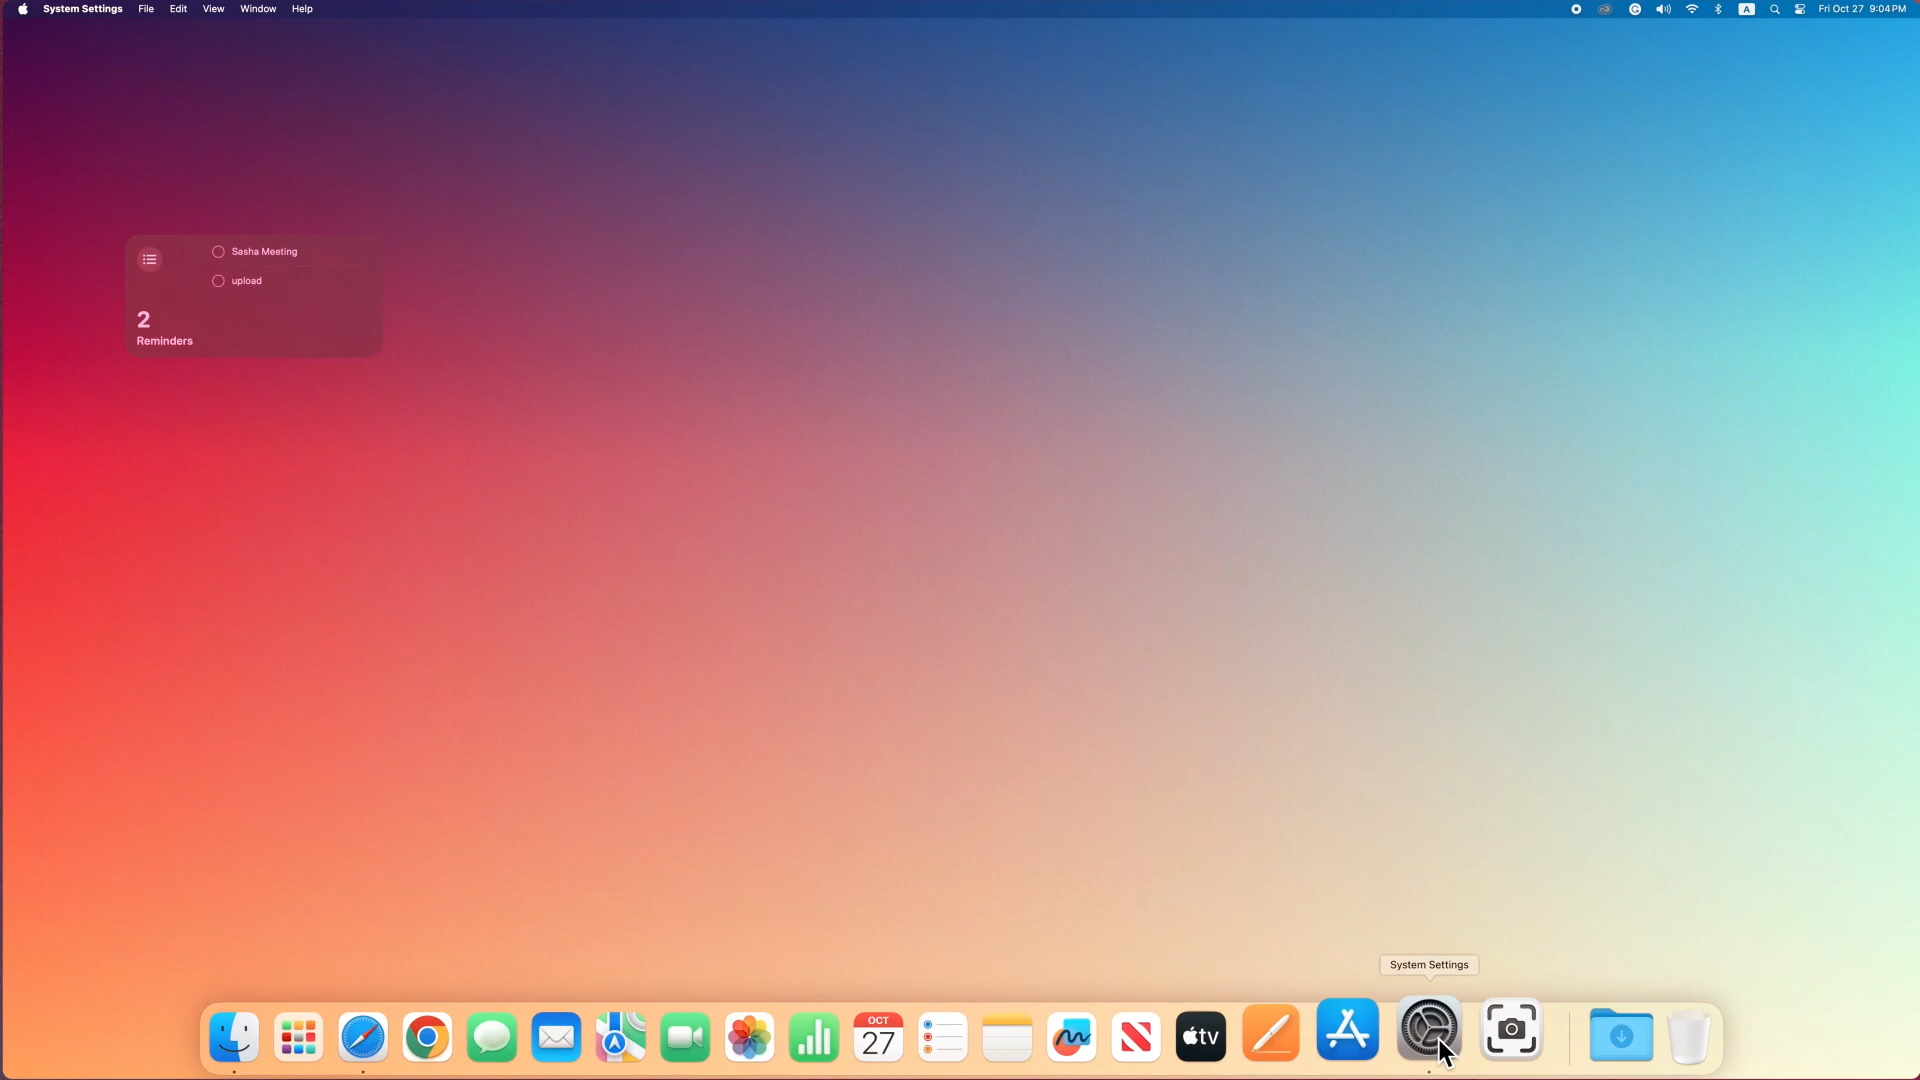 System Settings File Edit View Window Help A Fri Oct 27 9:04 PM
Sasha Meeting
upload
2
Reminders
System Settings
OCT
27
tv